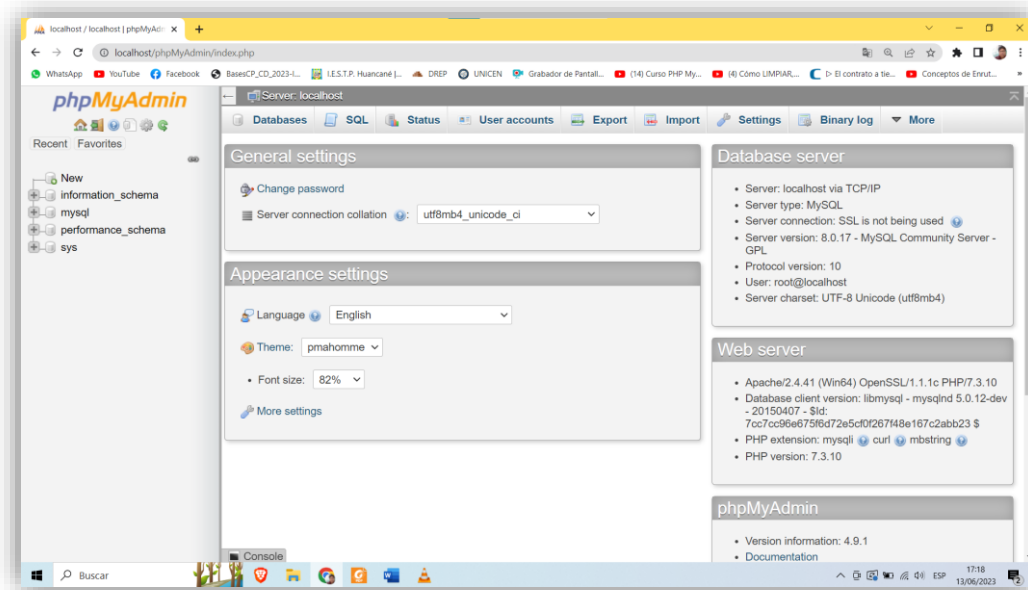 localhost / localhost | phpMyAdm
localhost/phpMyAdmin/index.php
WhatsApp YouTube Facebook BasesCP_CD_2023-I... I.E.S.T.P. Huancané |... DREP UNICEN Grabador de Pantall... (14) Curso PHP My... (4) Cómo LIMPIAR,... ▷ El contrato a tie... Conceptos de Enrut... »
phpMyAdmin
Recent Favorites
New
information_schema
mysql
performance_schema
sys
Server: localhost
Databases SQL Status User accounts Export Import Settings Binary log More
General settings
Change password
Server connection collation : utf8mb4_unicode_ci
Appearance settings
Language English
Theme: pmahomme
• Font size: 82%
More settings
Console
Database server
• Server: localhost via TCP/IP
• Server type: MySQL
• Server connection: SSL is not being used
• Server version: 8.0.17 - MySQL Community Server -
GPL
• Protocol version: 10
• User: root@localhost
• Server charset: UTF-8 Unicode (utf8mb4)
Web server
• Apache/2.4.41 (Win64) OpenSSL/1.1.1c PHP/7.3.10
• Database client version: libmysql - mysqlnd 5.0.12-dev
- 20150407 - $Id:
7cc7cc96e675f6d72e5cf0f267f48e167c2abb23 $
• PHP extension: mysqli curl mbstring
• PHP version: 7.3.10
phpMyAdmin
• Version information: 4.9.1
• Documentation
Buscar
ESP
17:18
13/06/2023